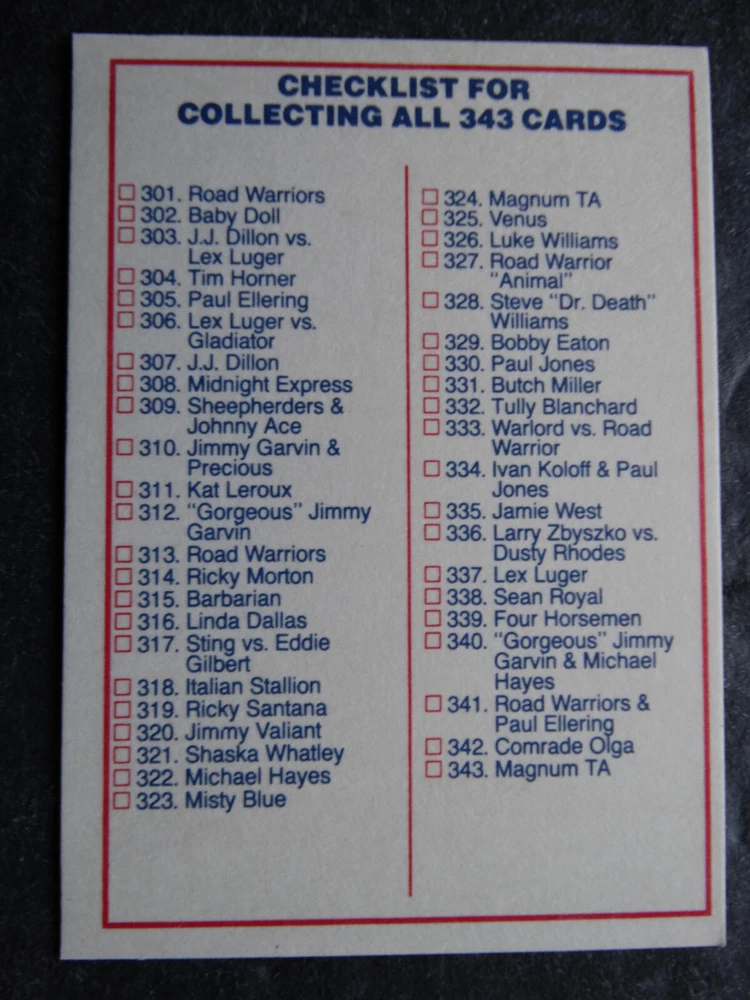 CHECKLIST FOR
COLLECTING ALL 343 CARDS
301. Road Warriors
302. Baby Doll
303. J.J. Dillon vs.
Lex Luger
304. Tim Horner
305. Paul Ellering
306. Lex Luger vs.
Gladiator
307. J.J. Dillon
308. Midnight Express
309. Sheepherders &
Johnny Ace
310. Jimmy Garvin &
Precious
311. Kat Leroux
312. "Gorgeous" Jimmy
Garvin
313. Road Warriors
314. Ricky Morton
315. Barbarian
316. Linda Dallas
317. Sting vs. Eddie
Gilbert
318. Italian Stallion
319. Ricky Santana
320. Jimmy Valiant
321. Shaska Whatley
322. Michael Hayes
323. Misty Blue
324. Magnum TA
325. Venus
326. Luke Williams
327. Road Warrior
"Animal"
328. Steve "Dr. Death"
Williams
329. Bobby Eaton
330. Paul Jones
331. Butch Miller
332. Tully Blanchard
333. Warlord vs. Road
Warrior
334. Ivan Koloff & Paul
Jones
335. Jamie West
336. Larry Zbyszko vs.
Dusty Rhodes
337. Lex Luger
338. Sean Royal
339. Four Horsemen
340. "Gorgeous" Jimmy
Garvin & Michael
Hayes
341. Road Warriors &
Paul Ellering
342. Comrade Olga
343. Magnum TA